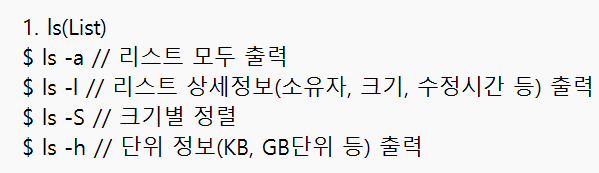 1. ls(List)
$ ls -a // 리스트 모두 출력
$ ls -l // 리스트 상세정보(소유자, 크기, 수정시간 등) 출력
$ ls -S // 크기별 정렬
$ ls -h // 단위 정보(KB, GB단위 등) 출력